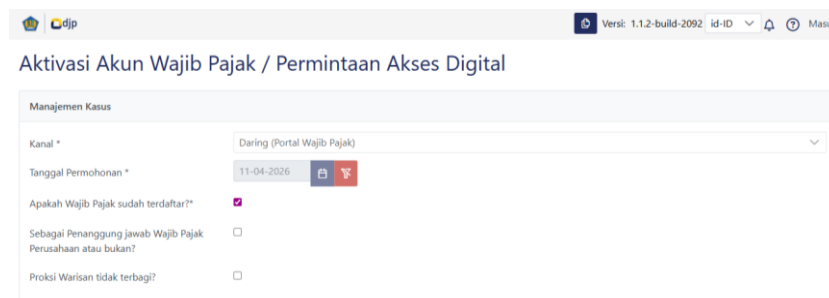 djp
Versi: 1.1.2-build-2092 id-ID
Aktivasi Akun Wajib Pajak / Permintaan Akses Digital
Manajemen Kasus
Kanal *
Daring (Portal Wajib Pajak)
Tanggal Permohonan *
11-04-2026
Apakah Wajib Pajak sudah terdaftar?*
Sebagai Penanggung jawab Wajib Pajak
Perusahaan atau bukan?
Proksi Warisan tidak terbagi?